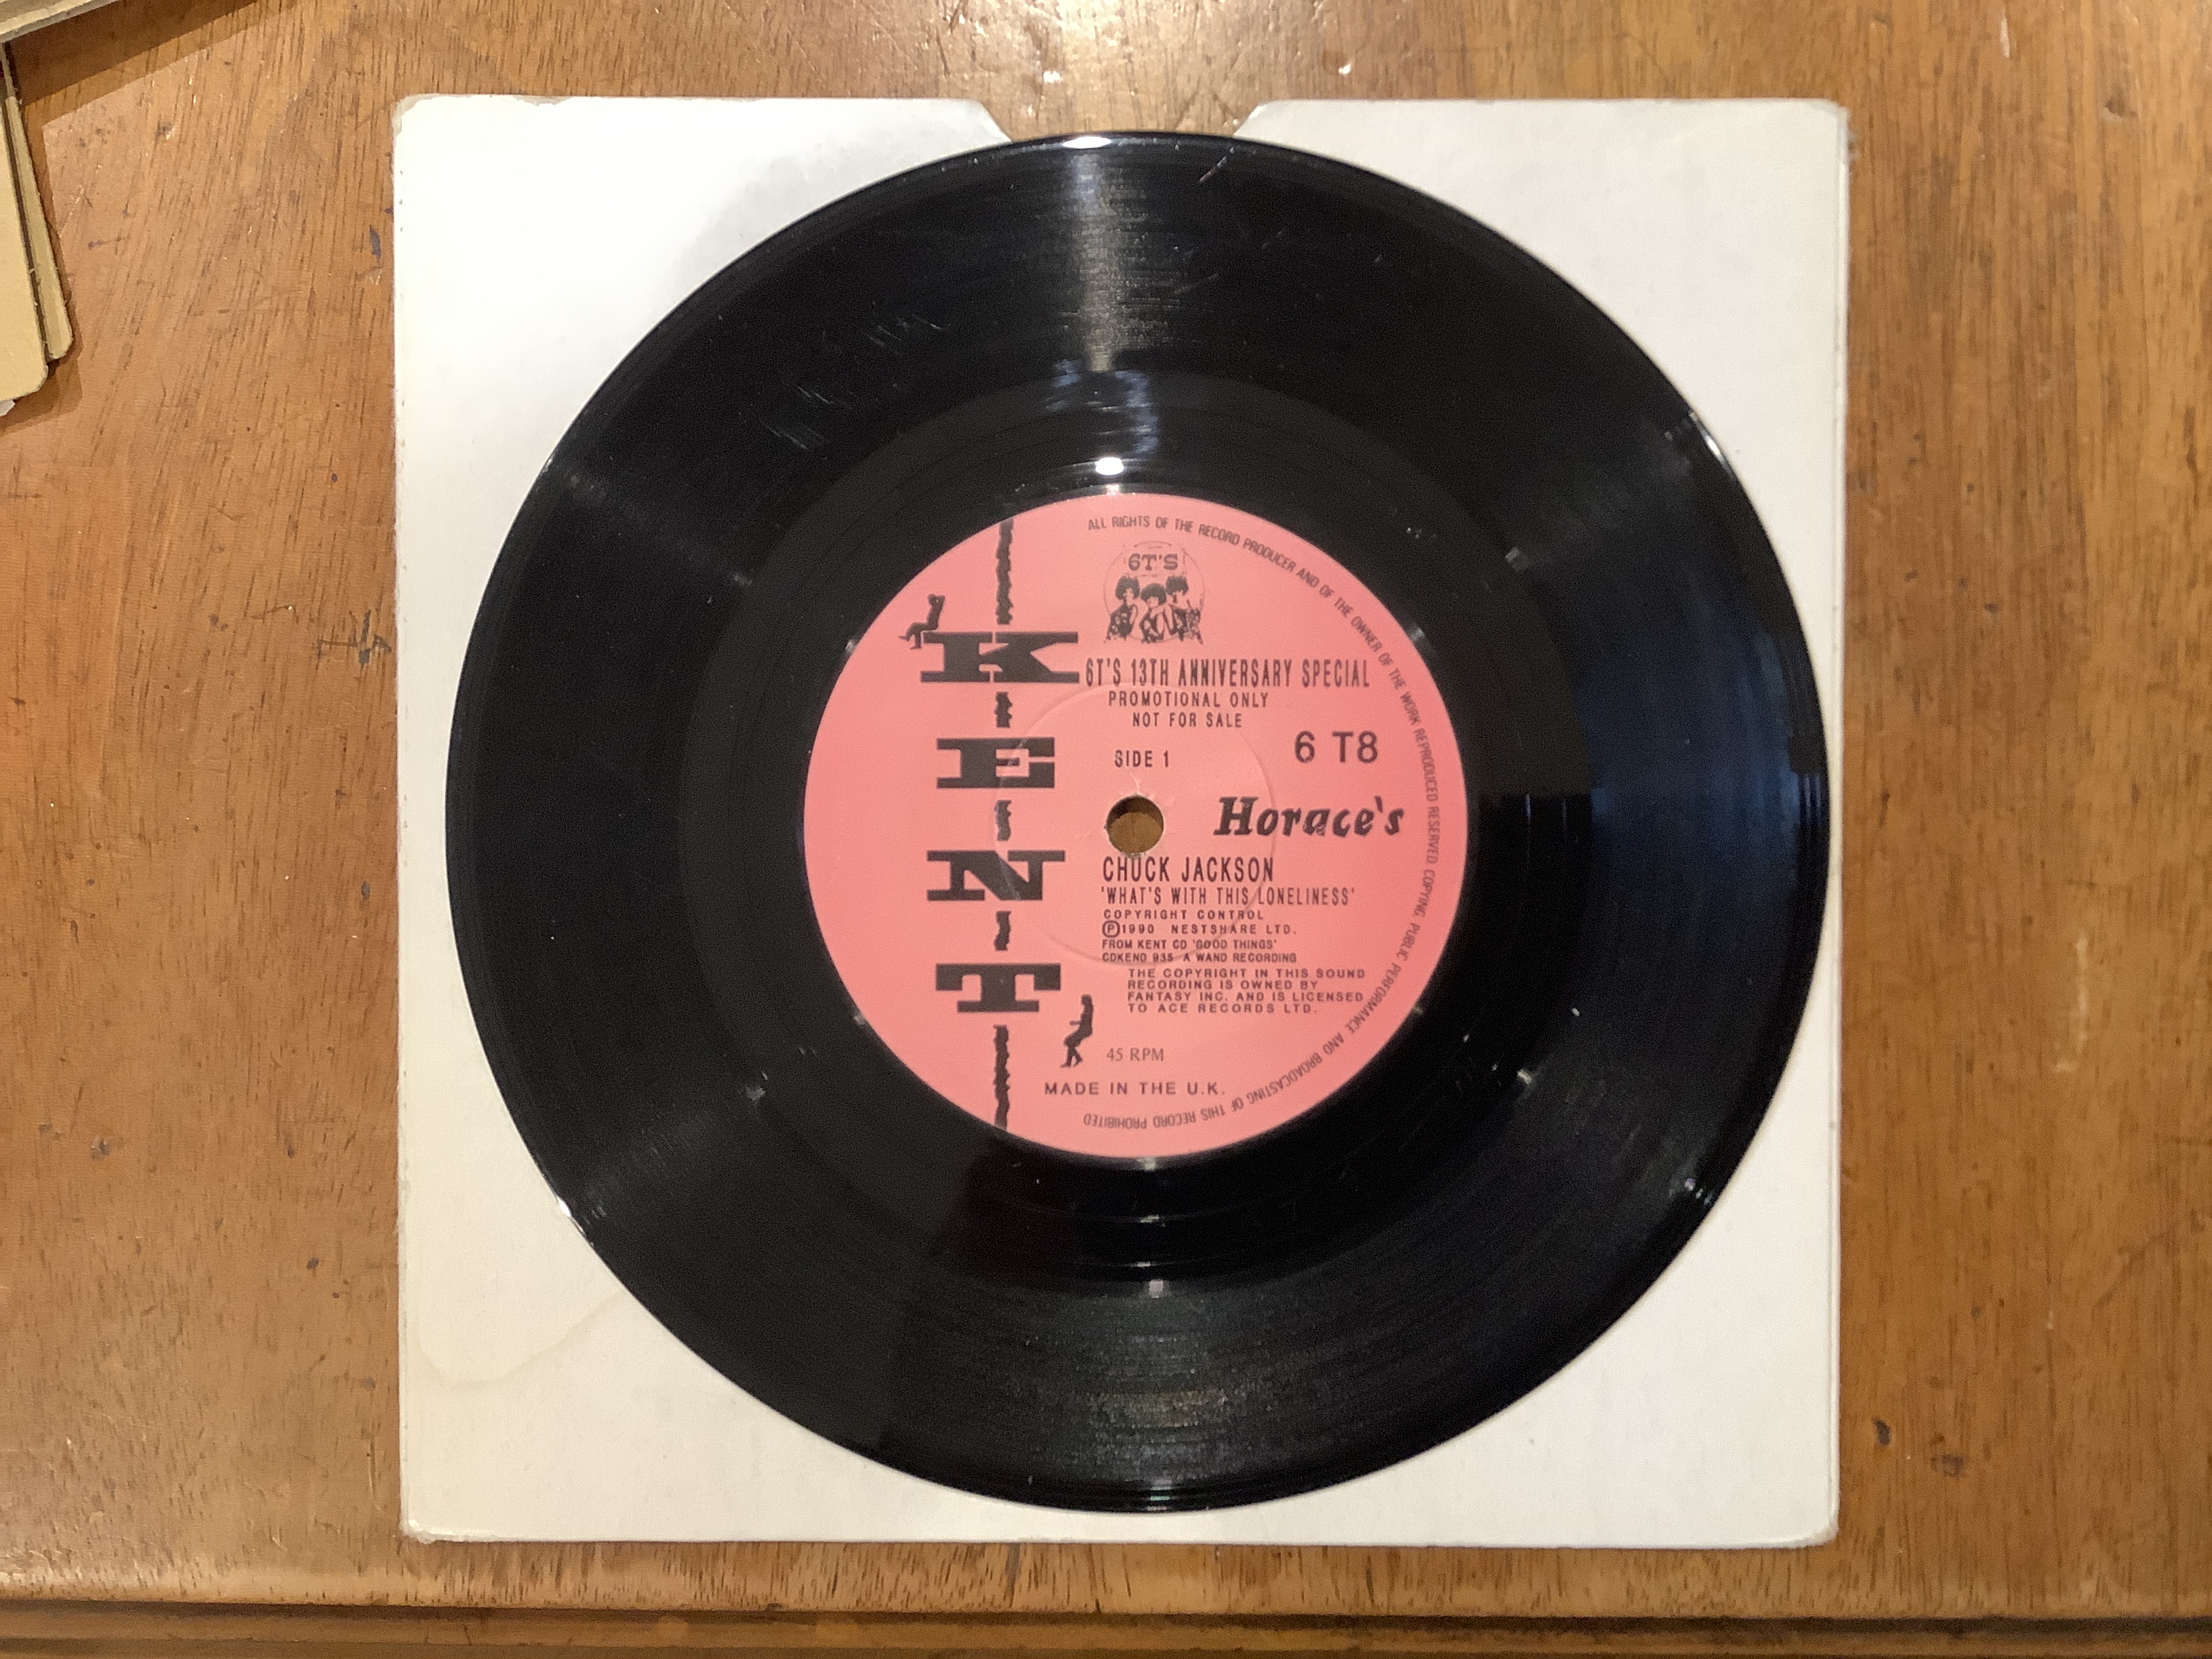 ALL RIGHTS OF THE RECORD PRODUCER AND OF THE OWNER OF THE WORK REPRODUCED RESERVED. COPYING, PUBLIC PERFORMANCE AND BROADCASTING OF THIS RECORD PROHIBITED
6T'S
KENT
6T'S 13TH ANNIVERSARY SPECIAL
PROMOTIONAL ONLY
NOT FOR SALE
6 T8
SIDE 1
Horace's
CHUCK JACKSON
'WHAT'S WITH THIS LONELINESS'
COPYRIGHT CONTROL
Ⓟ1990 NESTSHARE LTD.
FROM KENT CD 'GOOD THINGS'
CDKEND 935 A WAND RECORDING
THE COPYRIGHT IN THIS SOUND
RECORDING IS OWNED BY
FANTASY INC. AND IS LICENSED
TO ACE RECORDS LTD.
45 RPM
MADE IN THE U.K.